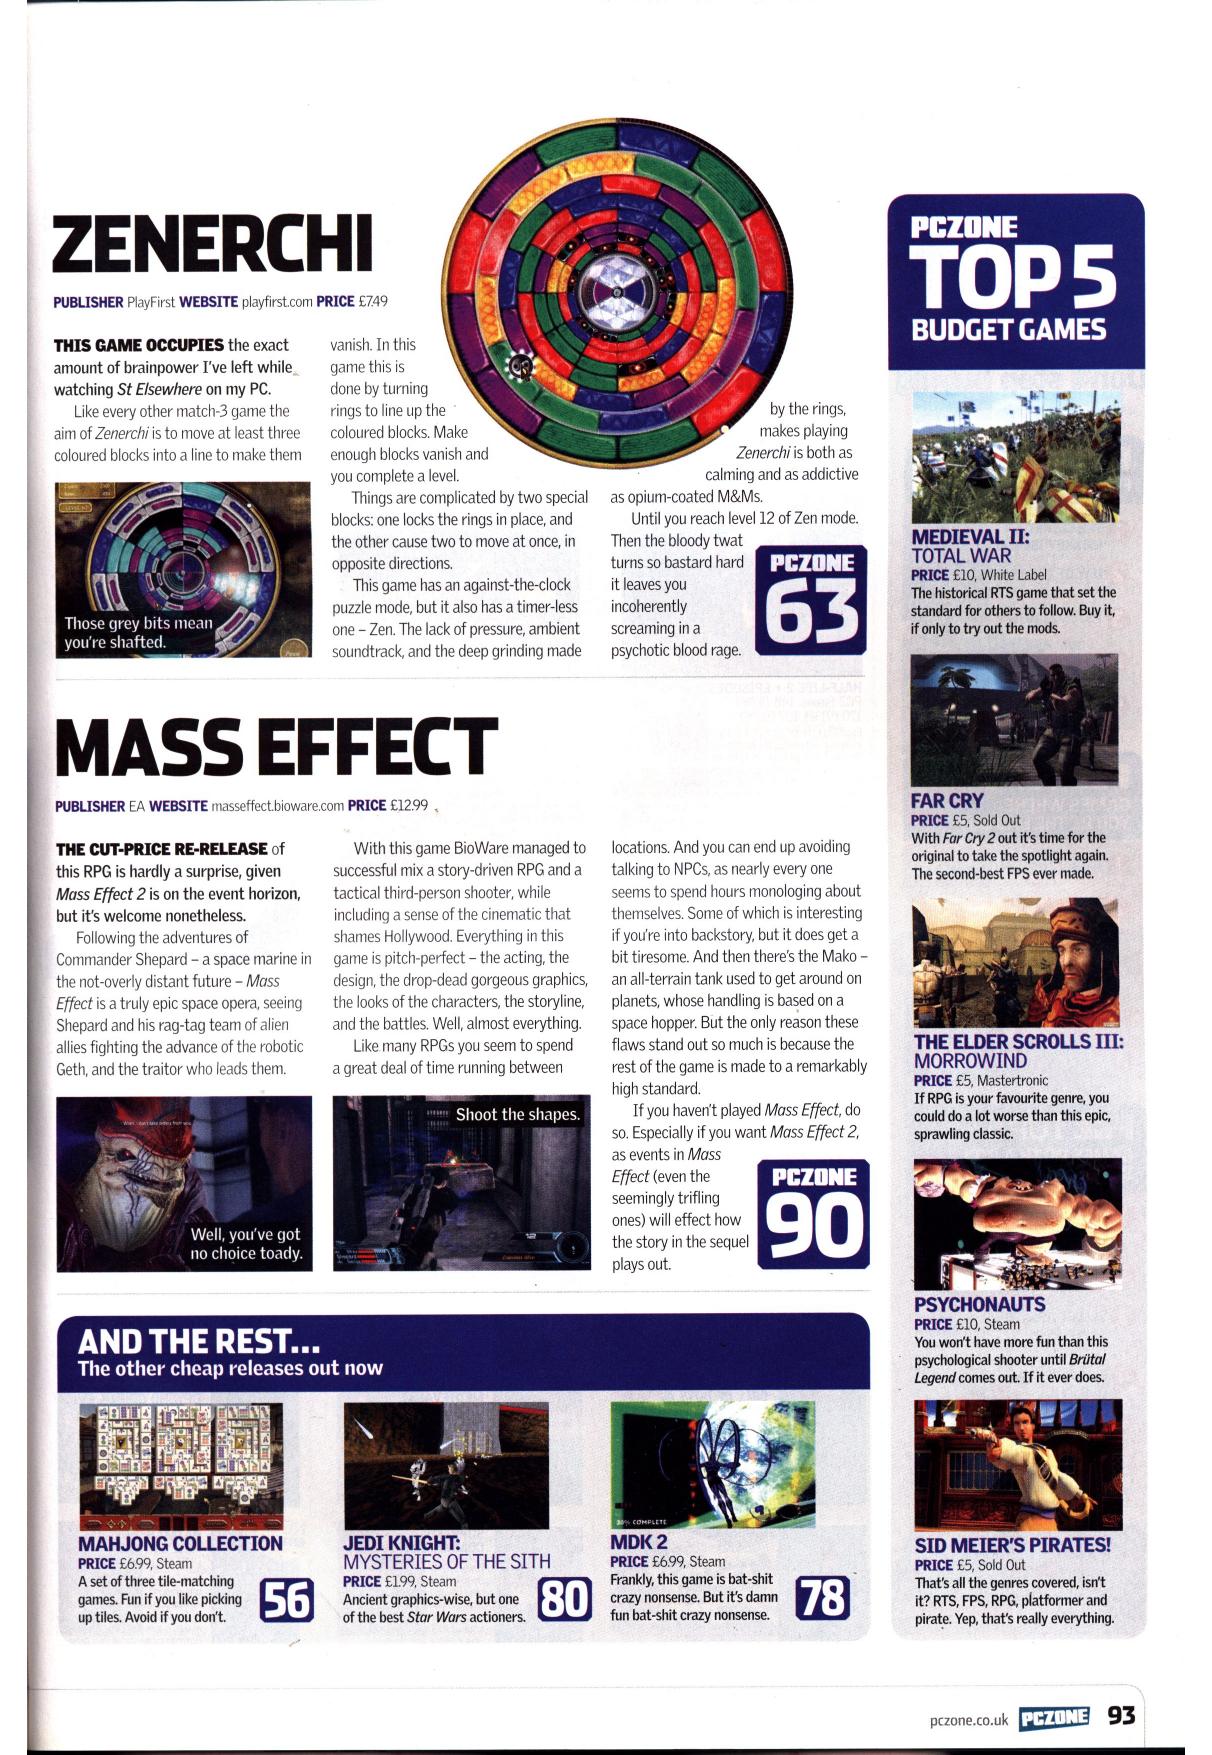 ZENERCHI
PUBLISHER PlayFirst WEBSITE playfirst.com PRICE £7.49
THIS GAME OCCUPIES the exact
amount of brainpower I've left while
watching St Elsewhere on my PC.
Like every other match-3 game the
aim of Zenerchi is to move at least three
coloured blocks into a line to make them
Those grey bits mean
you're shafted.
vanish. In this
game this is
done by turning
rings to line up the
coloured blocks. Make
enough blocks vanish and
you complete a level.
Things are complicated by two special
blocks: one locks the rings in place, and
the other cause two to move at once, in
opposite directions.
This game has an against-the-clock
puzzle mode, but it also has a timer-less
one – Zen. The lack of pressure, ambient
soundtrack, and the deep grinding made
by the rings,
makes playing
Zenerchi is both as
calming and as addictive
as opium-coated M&Ms.
Until you reach level 12 of Zen mode.
Then the bloody twat
turns so bastard hard
it leaves you
incoherently
screaming in a
psychotic blood rage.
PCZONE
63
MASS EFFECT
PUBLISHER EA WEBSITE masseffect.bioware.com PRICE £12.99
THE CUT-PRICE RE-RELEASE of
this RPG is hardly a surprise, given
Mass Effect 2 is on the event horizon,
but it's welcome nonetheless.
Following the adventures of
Commander Shepard – a space marine in
the not-overly distant future – Mass
Effect is a truly epic space opera, seeing
Shepard and his rag-tag team of alien
allies fighting the advance of the robotic
Geth, and the traitor who leads them.
Well, you've got
no choice toady.
With this game BioWare managed to
successful mix a story-driven RPG and a
tactical third-person shooter, while
including a sense of the cinematic that
shames Hollywood. Everything in this
game is pitch-perfect – the acting, the
design, the drop-dead gorgeous graphics,
the looks of the characters, the storyline,
and the battles. Well, almost everything.
Like many RPGs you seem to spend
a great deal of time running between
Shoot the shapes.
locations. And you can end up avoiding
talking to NPCs, as nearly every one
seems to spend hours monologing about
themselves. Some of which is interesting
if you're into backstory, but it does get a
bit tiresome. And then there's the Mako –
an all-terrain tank used to get around on
planets, whose handling is based on a
space hopper. But the only reason these
flaws stand out so much is because the
rest of the game is made to a remarkably
high standard.
If you haven't played Mass Effect, do
so. Especially if you want Mass Effect 2,
as events in Mass
Effect (even the
seemingly trifling
ones) will effect how
the story in the sequel
plays out.
PCZONE
90
AND THE REST...
The other cheap releases out now
MAHJONG COLLECTION
PRICE £6.99, Steam
A set of three tile-matching
games. Fun if you like picking
up tiles. Avoid if you don't.
56
JEDI KNIGHT:
MYSTERIES OF THE SITH
PRICE £1.99, Steam
Ancient graphics-wise, but one
of the best Star Wars actioners.
80
30% COMPLETE
MDK 2
PRICE £6.99, Steam
Frankly, this game is bat-shit
crazy nonsense. But it's damn
fun bat-shit crazy nonsense.
78
PCZONE
TOP 5
BUDGET GAMES
MEDIEVAL II:
TOTAL WAR
PRICE £10, White Label
The historical RTS game that set the
standard for others to follow. Buy it,
if only to try out the mods.
FAR CRY
PRICE £5, Sold Out
With Far Cry 2 out it's time for the
original to take the spotlight again.
The second-best FPS ever made.
THE ELDER SCROLLS III:
MORROWIND
PRICE £5, Mastertronic
If RPG is your favourite genre, you
could do a lot worse than this epic,
sprawling classic.
PSYCHONAUTS
PRICE £10, Steam
You won't have more fun than this
psychological shooter until Brütal
Legend comes out. If it ever does.
SID MEIER'S PIRATES!
PRICE £5, Sold Out
That's all the genres covered, isn't
it? RTS, FPS, RPG, platformer and
pirate. Yep, that's really everything.
pczone.co.uk PCZONE 93